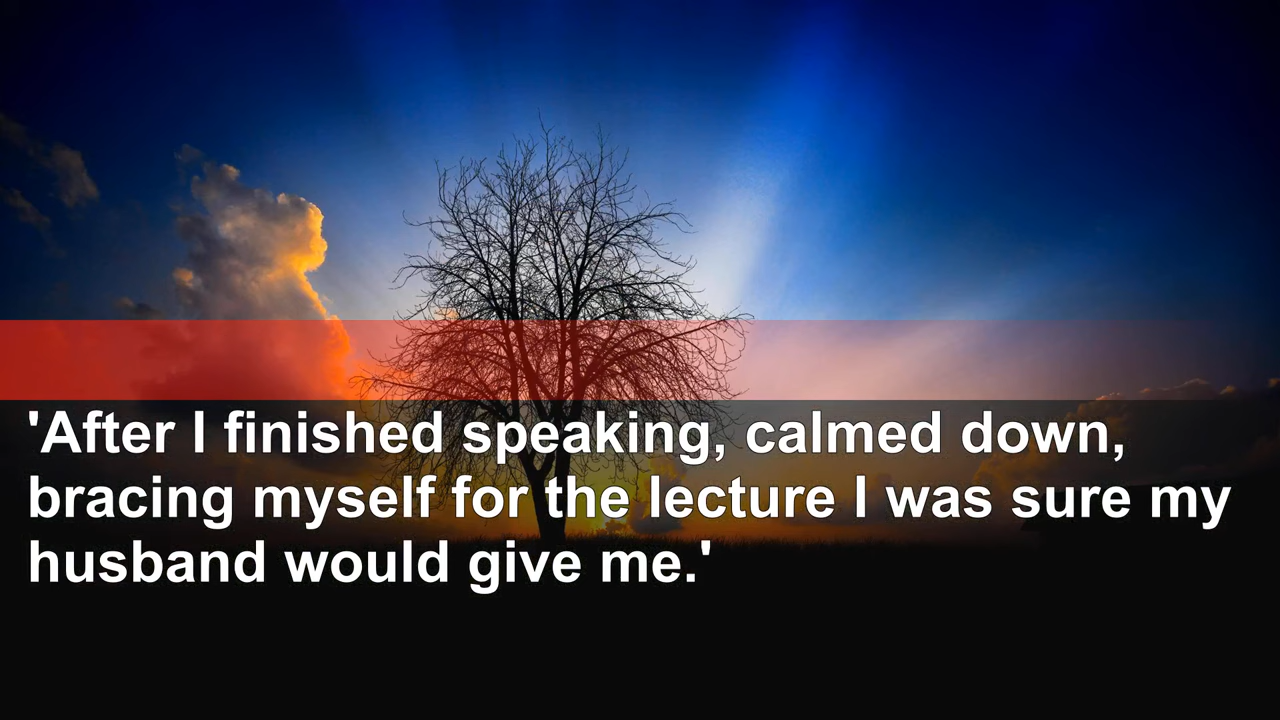 'After I finished speaking, calmed down,
bracing myself for the lecture I was sure my
husband would give me.'